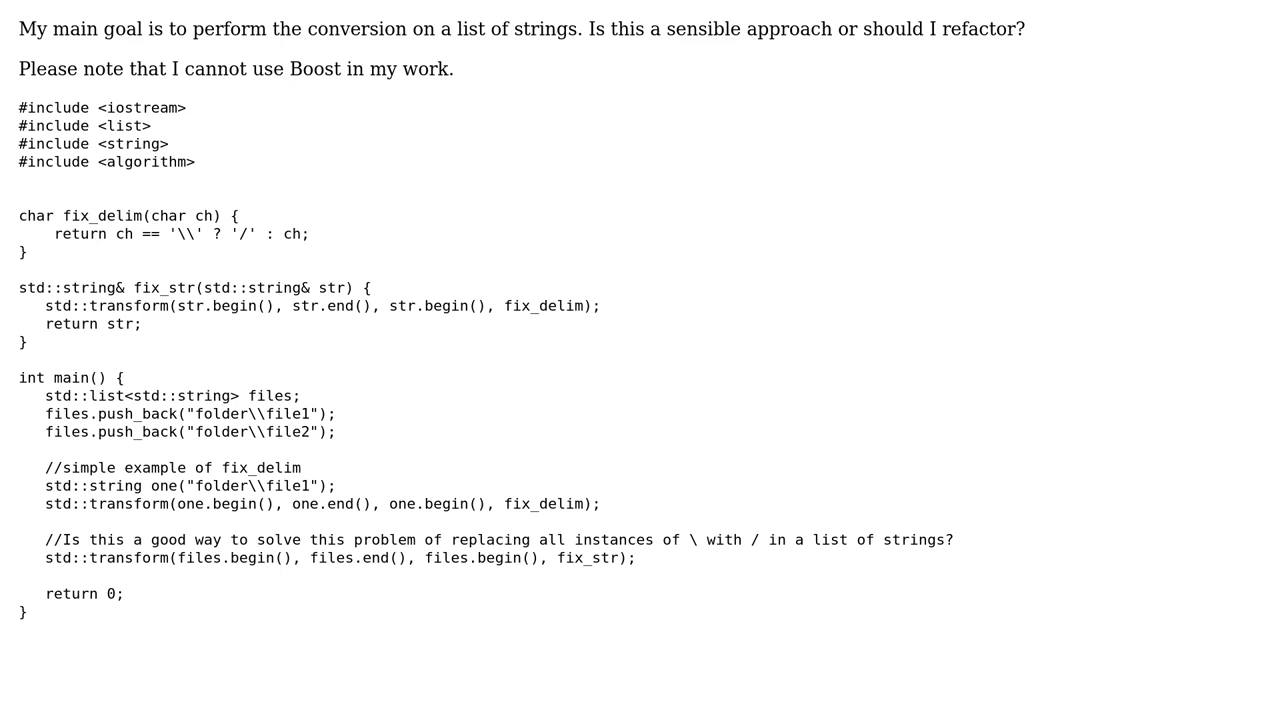 My main goal is to perform the conversion on a list of strings. Is this a sensible approach or should I refactor?
Please note that I cannot use Boost in my work.
#include <iostream>
#include <list>
#include <string>
#include <algorithm>
char fix_delim(char ch) {
    return ch == '\\' ? '/' : ch;
}
std::string& fix_str(std::string& str) {
   std::transform(str.begin(), str.end(), str.begin(), fix_delim);
   return str;
}
int main() {
   std::list<std::string> files;
   files.push_back("folder\\file1");
   files.push_back("folder\\file2");
   //simple example of fix_delim
   std::string one("folder\\file1");
   std::transform(one.begin(), one.end(), one.begin(), fix_delim);
   //Is this a good way to solve this problem of replacing all instances of \ with / in a list of strings?
   std::transform(files.begin(), files.end(), files.begin(), fix_str);
   return 0;
}